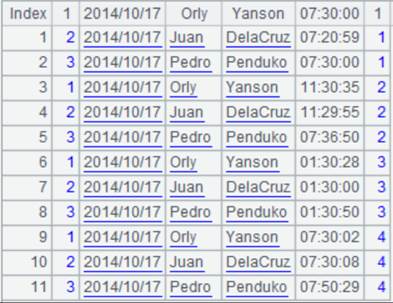 Index 1 2014/10/17 Orly Yanson 07:30:00 1
1 2 2014/10/17 Juan DelaCruz 07:20:59 1
2 3 2014/10/17 Pedro Penduko 07:30:00 1
3 1 2014/10/17 Orly Yanson 11:30:35 2
4 2 2014/10/17 Juan DelaCruz 11:29:55 2
5 3 2014/10/17 Pedro Penduko 07:36:50 2
6 1 2014/10/17 Orly Yanson 01:30:28 3
7 2 2014/10/17 Juan DelaCruz 01:30:00 3
8 3 2014/10/17 Pedro Penduko 01:30:50 3
9 1 2014/10/17 Orly Yanson 07:30:02 4
10 2 2014/10/17 Juan DelaCruz 07:30:08 4
11 3 2014/10/17 Pedro Penduko 07:50:29 4